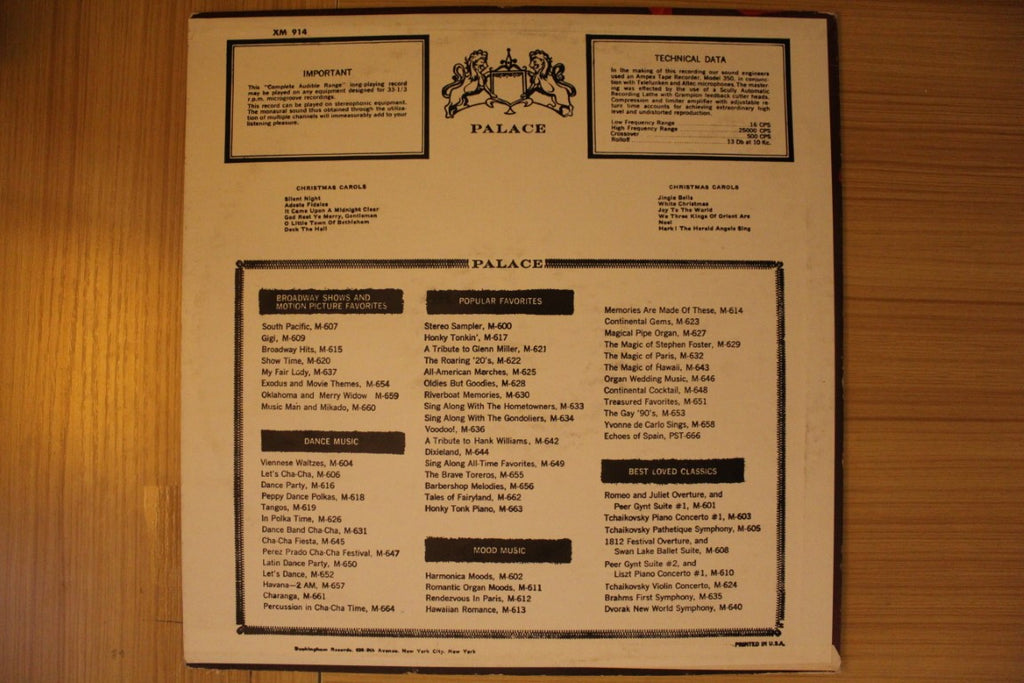 XM 914
IMPORTANT
This "Complete Audible Range" long-playing record
may be played on any equipment designed for 33-1/3
r.p.m. microgroove recordings.
This record can be played on stereophonic equipment.
The monaural sound thus obtained through the utiliza-
tion of multiple channels will immeasurably add to your
listening pleasure.
PALACE
TECHNICAL DATA
In the making of this recording our sound engineers
used an Ampex Tape Recorder, Model 350, in conjunc-
tion with Telefunken and Altec microphones. The master-
ing was effected by the use of a Scully Automatic
Recording Lathe with Grampion feedback cutter heads.
Compression and limiter amplifier with adjustable re-
turn time accounts for achieving extraordinary high
level and undistorted reproduction.
Low Frequency Range 16 CPS
High Frequency Range 25000 CPS
Crossover 500 CPS
Rolloff 13 Db at 10 Kc.
CHRISTMAS CAROLS
Silent Night
Adeste Fideles
It Came Upon A Midnight Clear
God Rest Ye Merry, Gentlemen
O Little Town Of Bethlehem
Deck The Hall
CHRISTMAS CAROLS
Jingle Bells
White Christmas
Joy To The World
We Three Kings Of Orient Are
Noel
Hark! The Herald Angels Sing
PALACE
BROADWAY SHOWS AND
MOTION PICTURE FAVORITES
South Pacific, M-607
Gigi, M-609
Broadway Hits, M-615
Show Time, M-620
My Fair Lady, M-637
Exodus and Movie Themes, M-654
Oklahoma and Merry Widow M-659
Music Man and Mikado, M-660
DANCE MUSIC
Viennese Waltzes, M-604
Let's Cha-Cha, M-606
Dance Party, M-616
Peppy Dance Polkas, M-618
Tangos, M-619
In Polka Time, M-626
Dance Band Cha-Cha, M-631
Cha-Cha Fiesta, M-645
Perez Prado Cha-Cha Festival, M-647
Latin Dance Party, M-650
Let's Dance, M-652
Havana—2 AM, M-657
Charanga, M-661
Percussion in Cha-Cha Time, M-664
POPULAR FAVORITES
Stereo Sampler, M-600
Honky Tonkin', M-617
A Tribute to Glenn Miller, M-621
The Roaring '20's, M-622
All-American Marches, M-625
Oldies But Goodies, M-628
Riverboat Memories, M-630
Sing Along With The Hometowners, M-633
Sing Along With The Gondoliers, M-634
Voodoo!, M-636
A Tribute to Hank Williams, M-642
Dixieland, M-644
Sing Along All-Time Favorites, M-649
The Brave Toreros, M-655
Barbershop Melodies, M-656
Tales of Fairyland, M-662
Honky Tonk Piano, M-663
MOOD MUSIC
Harmonica Moods, M-602
Romantic Organ Moods, M-611
Rendezvous In Paris, M-612
Hawaiian Romance, M-613
Memories Are Made Of These, M-614
Continental Gems, M-623
Magical Pipe Organ, M-627
The Magic of Stephen Foster, M-629
The Magic of Paris, M-632
The Magic of Hawaii, M-643
Organ Wedding Music, M-646
Continental Cocktail, M-648
Treasured Favorites, M-651
The Gay '90's, M-653
Yvonne de Carlo Sings, M-658
Echoes of Spain, PST-666
BEST LOVED CLASSICS
Romeo and Juliet Overture, and
Peer Gynt Suite #1, M-601
Tchaikovsky Piano Concerto #1, M-603
Tchaikovsky Pathetique Symphony, M-605
1812 Festival Overture, and
Swan Lake Ballet Suite, M-608
Peer Gynt Suite #2, and
Liszt Piano Concerto #1, M-610
Tchaikovsky Violin Concerto, M-624
Brahms First Symphony, M-635
Dvorak New World Symphony, M-640
Buckingham Records, Avenue, New York City, New York
PRINTED IN U.S.A.